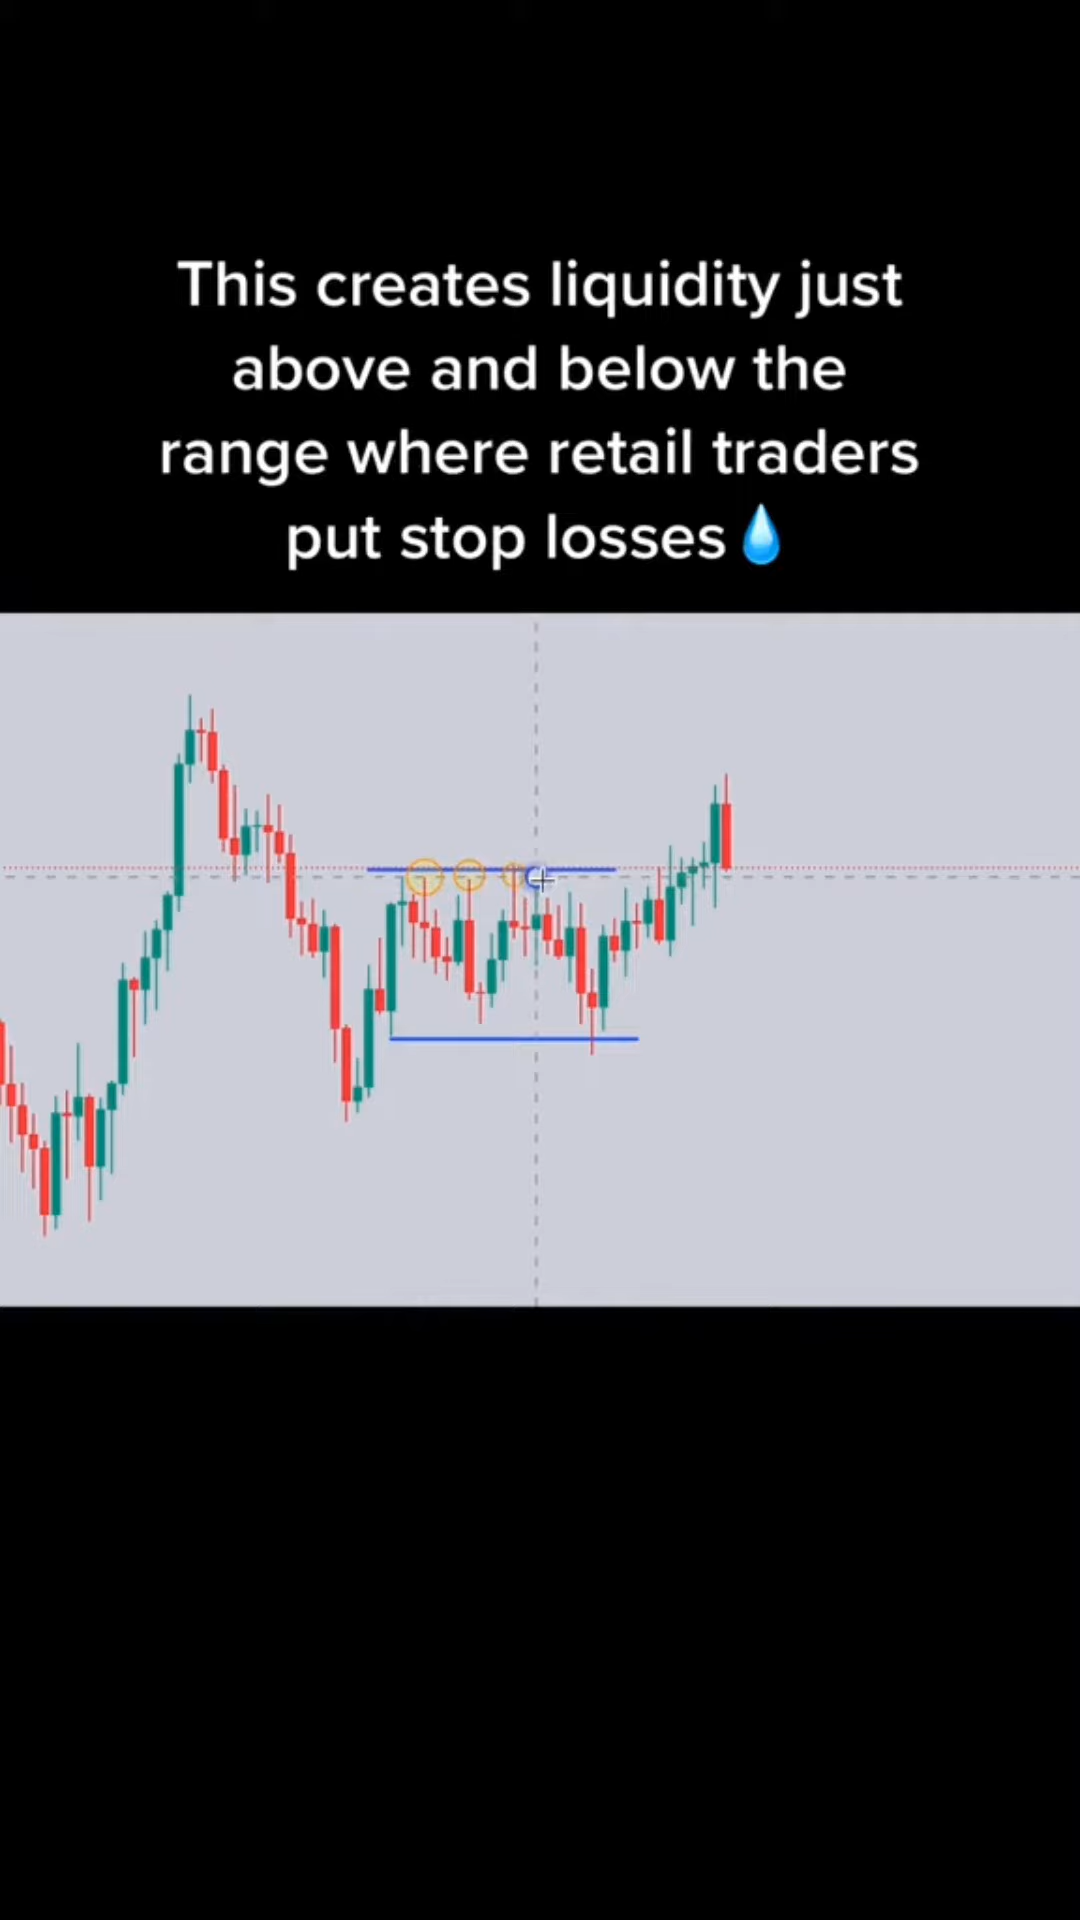 This creates liquidity just
above and below the
range where retail traders
put stop losses💧